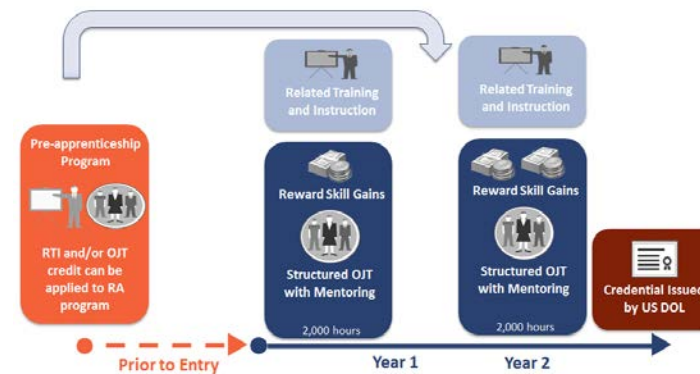 Related Training
and Instruction
Related Training
and Instruction
Pre-apprenticeship
Program
RTI and/or OJT
credit can be
applied to RA
program
Reward Skill Gains
Structured OJT
with Mentoring
2,000 hours
Reward Skill Gains
Structured OJT
with Mentoring
2,000 hours
Credential Issued
by US DOL
Prior to Entry
Year 1
Year 2